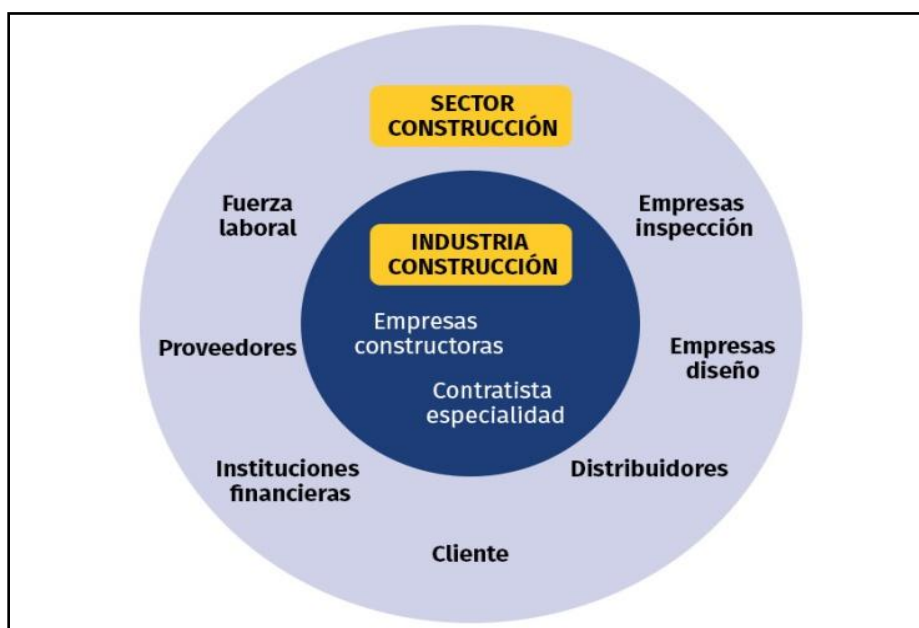 SECTOR
CONSTRUCCIÓN
Fuerza
laboral
Empresas
inspección
INDUSTRIA
CONSTRUCCIÓN
Empresas
constructoras
Proveedores
Empresas
diseño
Contratista
especialidad
Instituciones
financieras
Distribuidores
Cliente